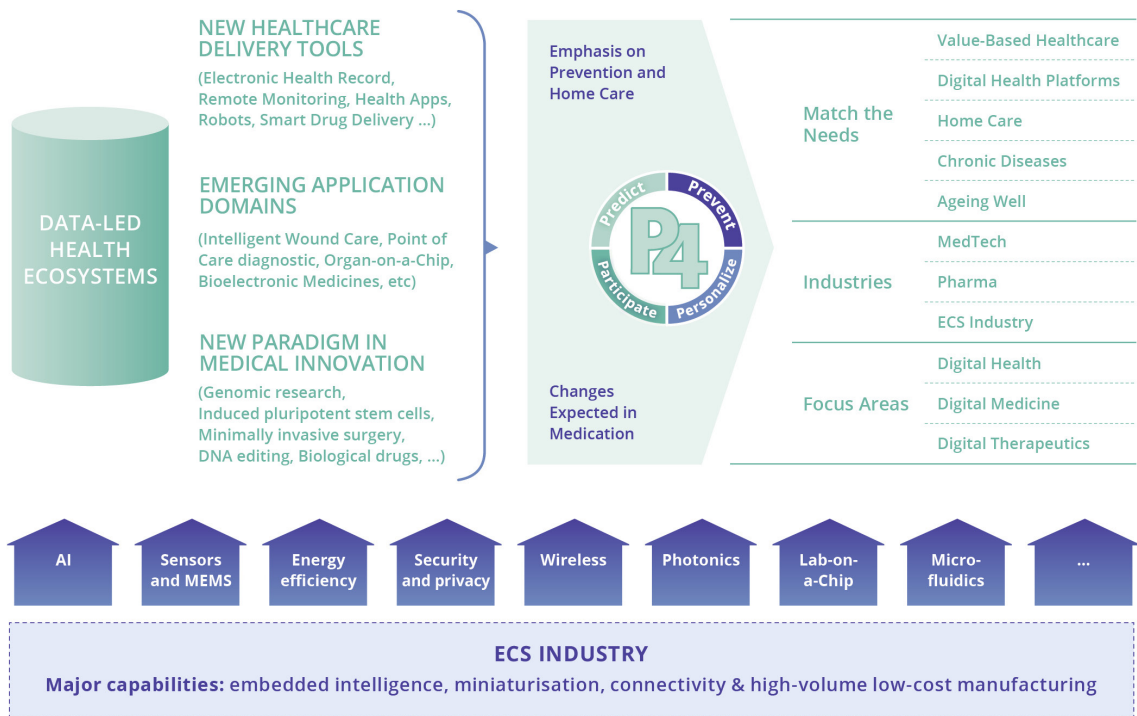 DATA-LED
HEALTH
ECOSYSTEMS
NEW HEALTHCARE
DELIVERY TOOLS
(Electronic Health Record,
Remote Monitoring, Health Apps,
Robots, Smart Drug Delivery ...)
EMERGING APPLICATION
DOMAINS
(Intelligent Wound Care, Point of
Care diagnostic, Organ-on-a-Chip,
Bioelectronic Medicines, etc)
NEW PARADIGM IN
MEDICAL INNOVATION
(Genomic research,
Induced pluripotent stem cells,
Minimally invasive surgery,
DNA editing, Biological drugs, ...)
Emphasis on
Prevention and
Home Care
Predict
Prevent
P4
Participate
Personalize
Changes
Expected in
Medication
Match the
Needs
Value-Based Healthcare
Digital Health Platforms
Home Care
Chronic Diseases
Ageing Well
Industries
MedTech
Pharma
ECS Industry
Focus Areas
Digital Health
Digital Medicine
Digital Therapeutics
AI
Sensors
and MEMS
Energy
efficiency
Security
and privacy
Wireless
Photonics
Lab-on-
a-Chip
Micro-
fluidics
...
ECS INDUSTRY
Major capabilities: embedded intelligence, miniaturisation, connectivity & high-volume low-cost manufacturing